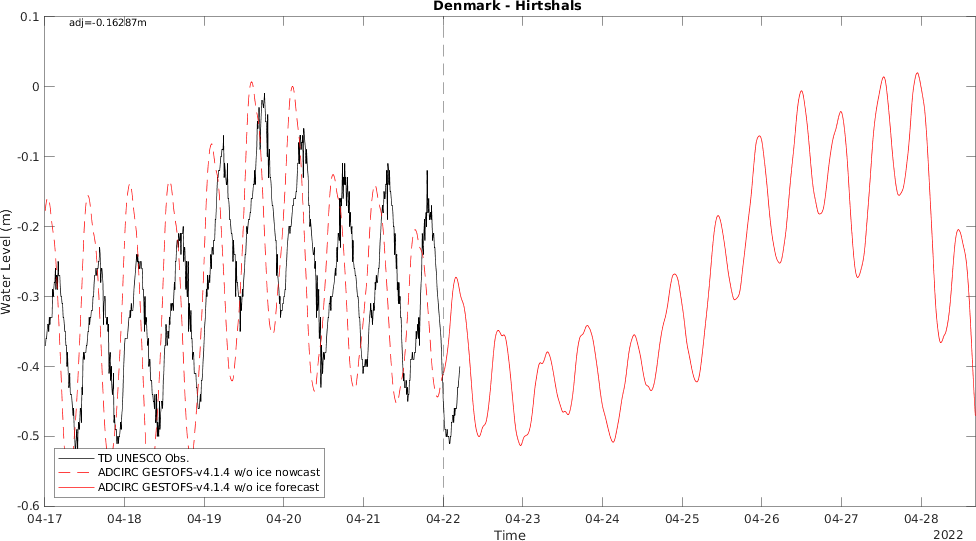 Denmark - Hirtshals
adj=-0.16287m
0.1
0
-0.1
-0.2
-0.3
-0.4
-0.5
-0.6
Water Level (m)
TD UNESCO Obs.
ADCIRC GESTOFS-v4.1.4 w/o ice nowcast
ADCIRC GESTOFS-v4.1.4 w/o ice forecast
04-17 04-18 04-19 04-20 04-21 04-22 04-23 04-24 04-25 04-26 04-27 04-28
Time
2022